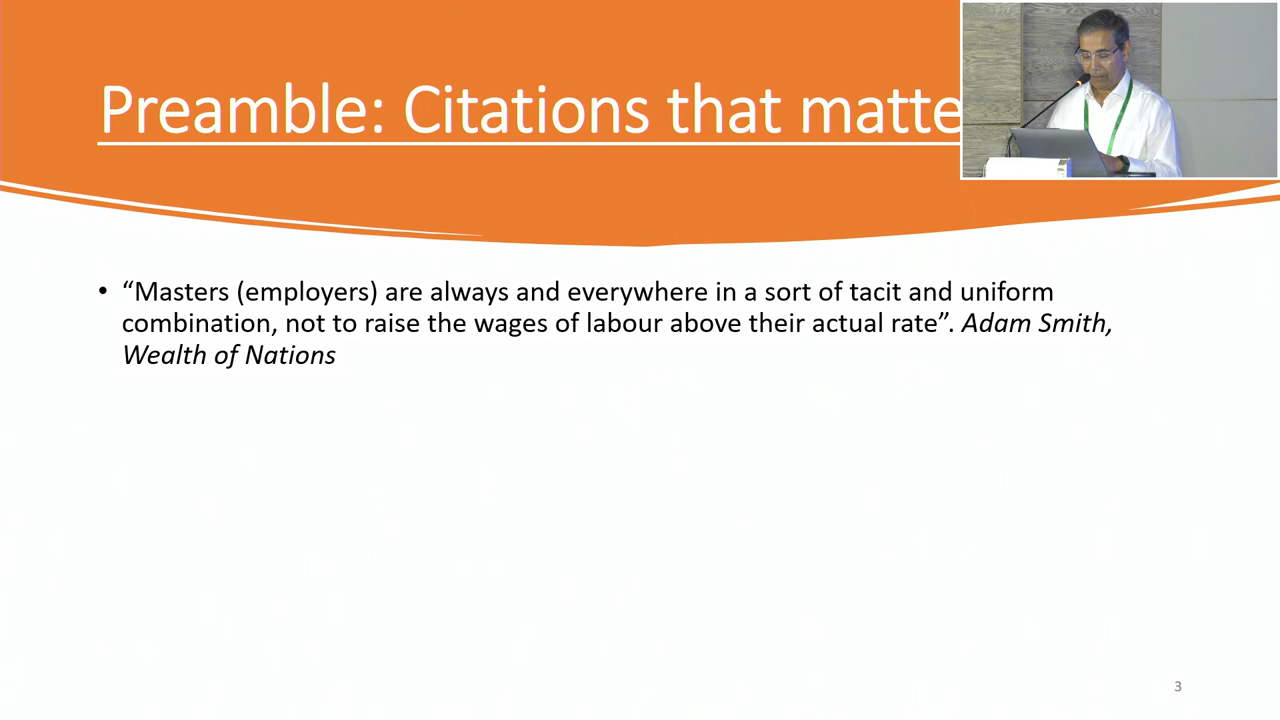 Preamble: Citations that matte
• “Masters (employers) are always and everywhere in a sort of tacit and uniform
combination, not to raise the wages of labour above their actual rate”. Adam Smith,
Wealth of Nations
3